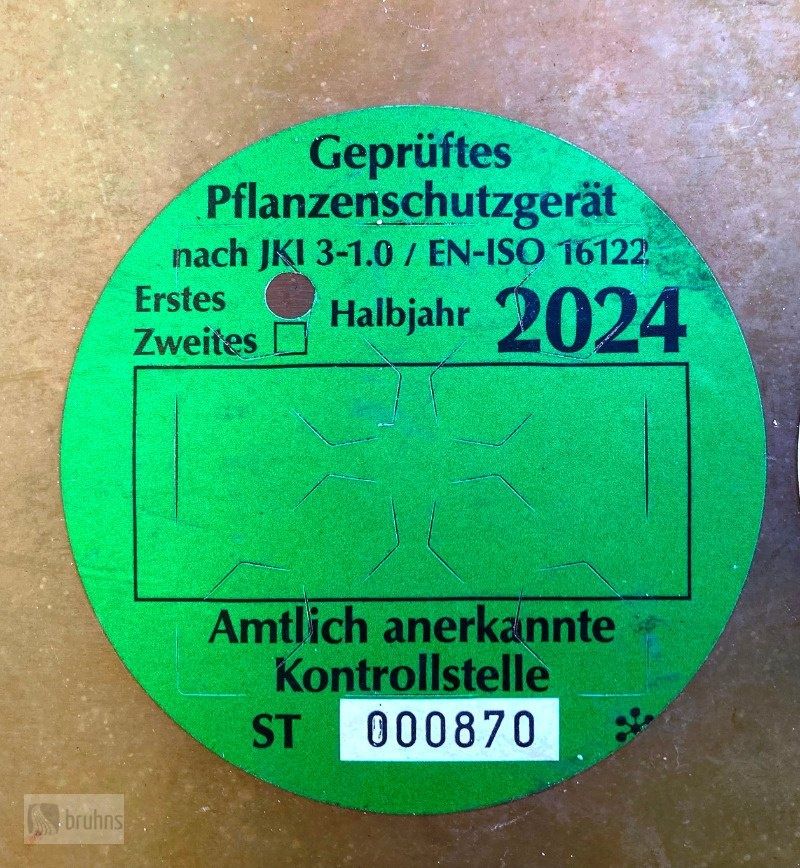 Geprüftes
Pflanzenschutzgerät
nach JKI 3-1.0 / EN-ISO 16122
Erstes
Zweites
Halbjahr 2024
Amtlich anerkannte
Kontrollstelle
ST 000870
bruhns